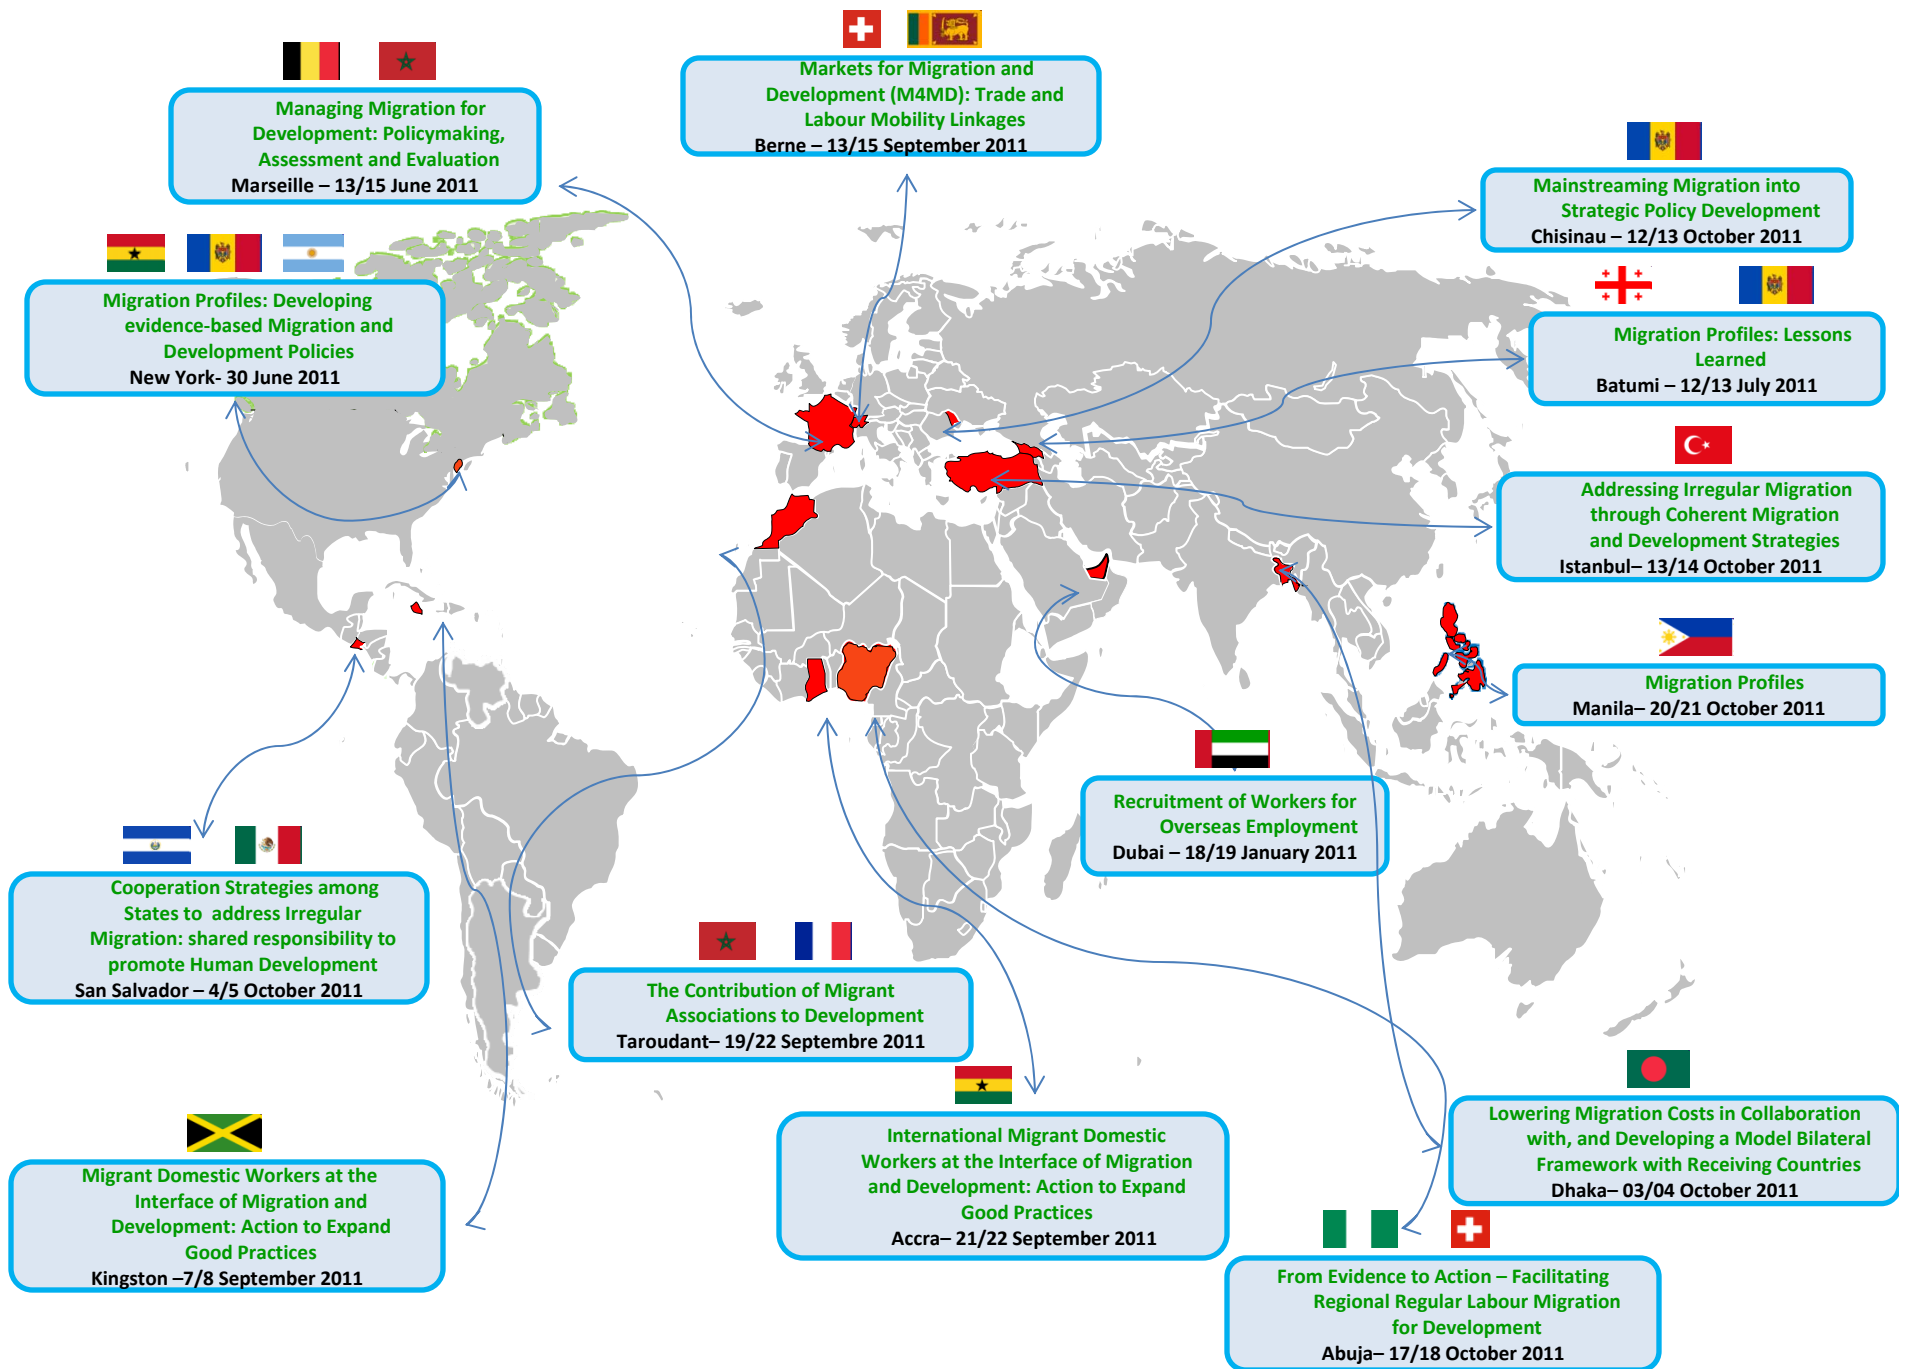 Markets for Migration and
Development (M4MD): Trade and
Labour Mobility Linkages
Berne – 13/15 September 2011
Managing Migration for
Development: Policymaking,
Assessment and Evaluation
Marseille – 13/15 June 2011
Mainstreaming Migration into
Strategic Policy Development
Chisinau – 12/13 October 2011
Migration Profiles: Developing
evidence-based Migration and
Development Policies
New York- 30 June 2011
Migration Profiles: Lessons
Learned
Batumi – 12/13 July 2011
Addressing Irregular Migration
through Coherent Migration
and Development Strategies
Istanbul– 13/14 October 2011
Migration Profiles
Manila– 20/21 October 2011
Recruitment of Workers for
Overseas Employment
Dubai – 18/19 January 2011
Cooperation Strategies among
States to address Irregular
Migration: shared responsibility to
promote Human Development
San Salvador – 4/5 October 2011
The Contribution of Migrant
Associations to Development
Taroudant– 19/22 Septembre 2011
Lowering Migration Costs in Collaboration
with, and Developing a Model Bilateral
Framework with Receiving Countries
Dhaka– 03/04 October 2011
International Migrant Domestic
Workers at the Interface of Migration
and Development: Action to Expand
Good Practices
Accra– 21/22 September 2011
Migrant Domestic Workers at the
Interface of Migration and
Development: Action to Expand
Good Practices
Kingston –7/8 September 2011
From Evidence to Action – Facilitating
Regional Regular Labour Migration
for Development
Abuja– 17/18 October 2011